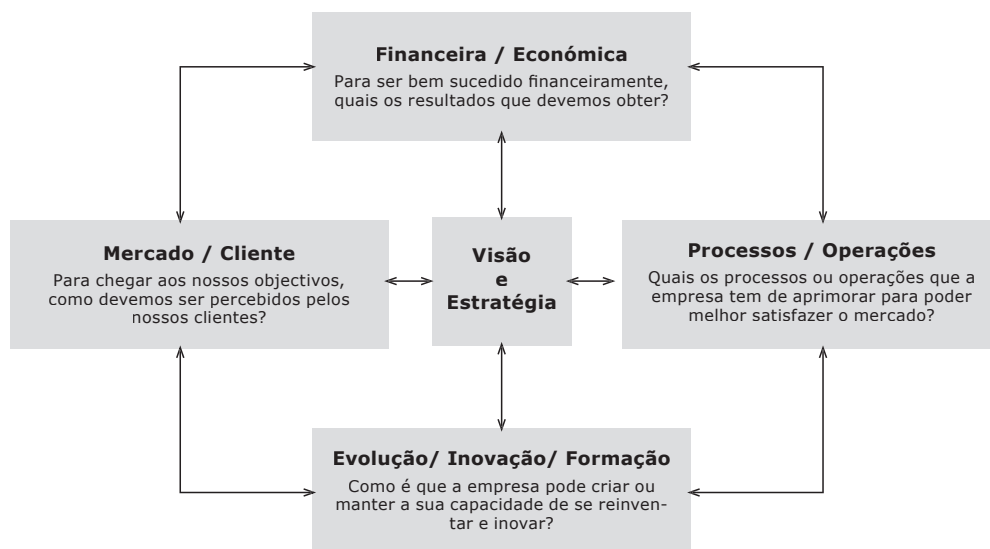 Financeira / Económica
Para ser bem sucedido financeiramente,
quais os resultados que devemos obter?
Mercado / Cliente
Para chegar aos nossos objectivos,
como devemos ser percebidos pelos
nossos clientes?
Visão
e
Estratégia
Processos / Operações
Quais os processos ou operações que a
empresa tem de aprimorar para poder
melhor satisfazer o mercado?
Evolução/ Inovação/ Formação
Como é que a empresa pode criar ou
manter a sua capacidade de se reinven-
tar e inovar?